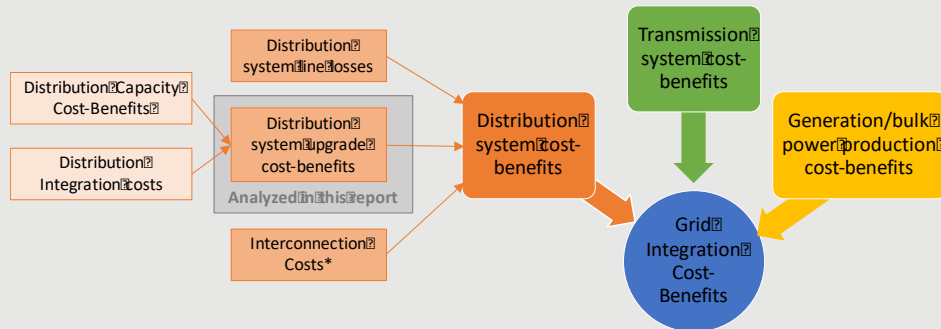 Distribution
system line losses
Distribution Capacity
Cost-Benefits
Distribution
Integration costs
Distribution
system upgrade
cost-benefits
Analyzed in this report
Interconnection
Costs*
Distribution
system cost-
benefits
Transmission
system cost-
benefits
Generation/bulk
power production
cost-benefits
Grid
Integration
Cost-
Benefits